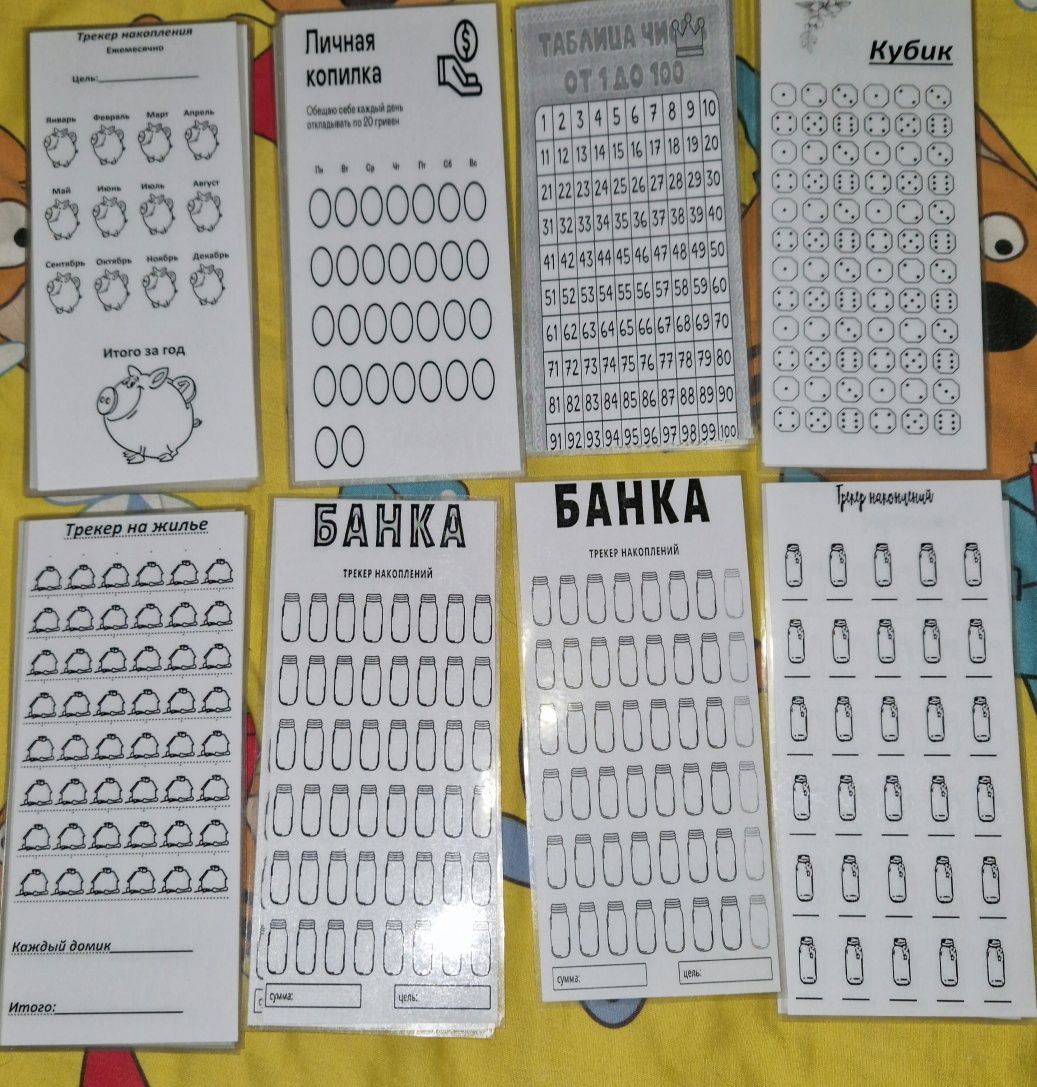 Трекер накопления
Ежемесячно
Цель:
Январь Февраль Март Апрель
Май Июнь Июль Август
Сентябрь Октябрь Ноябрь Декабрь
Итого за год
Личная
копилка
Обещаю себе каждый день
откладывать по 20 гривен
Пн Вт Ср Чт Пт Сб Вс
ТАБЛИЦА
ОТ 1 ДО 100
1 2 3 4 5 6 7 8 9 10
11 12 13 14 15 16 17 18 19 20
21 22 23 24 25 26 27 28 29 30
31 32 33 34 35 36 37 38 39 40
41 42 43 44 45 46 47 48 49 50
51 52 53 54 55 56 57 58 59 60
61 62 63 64 65 66 67 68 69 70
71 72 73 74 75 76 77 78 79 80
81 82 83 84 85 86 87 88 89 90
91 92 93 94 95 96 97 98 99 100
Кубик
Трекер на жилье
Каждый домик
Итого:
БАНКА
ТРЕКЕР НАКОПЛЕНИЙ
сумма: цель:
БАНКА
ТРЕКЕР НАКОПЛЕНИЙ
сумма: цель:
Трекер накоплений